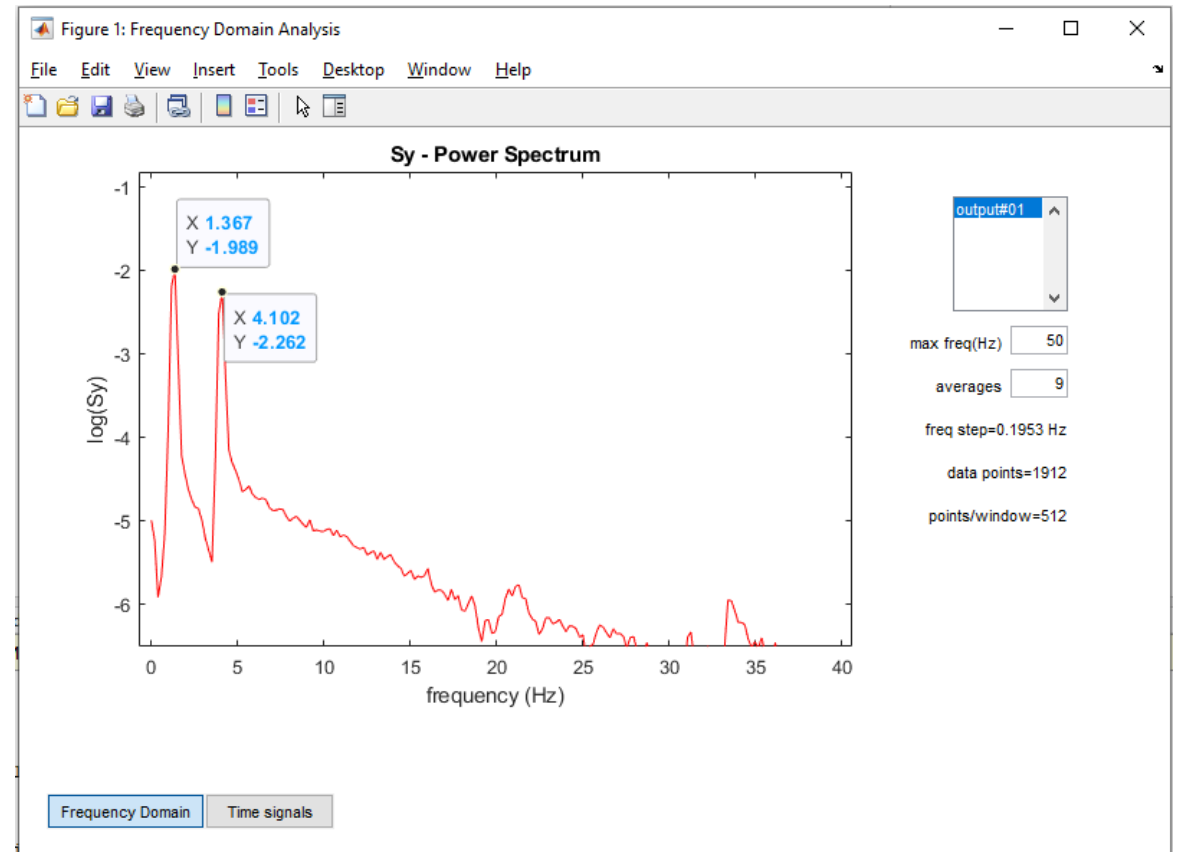 Figure 1: Frequency Domain Analysis
File Edit View Insert Tools Desktop Window Help
Sy - Power Spectrum
-1
-2
-3
-4
-5
-6
log(Sy)
X 1.367
Y -1.989
X 4.102
Y -2.262
0 5 10 15 20 25 30 35 40
frequency (Hz)
output#01
max freq(Hz) 50
averages 9
freq step=0.1953 Hz
data points=1912
points/window=512
Frequency Domain Time signals